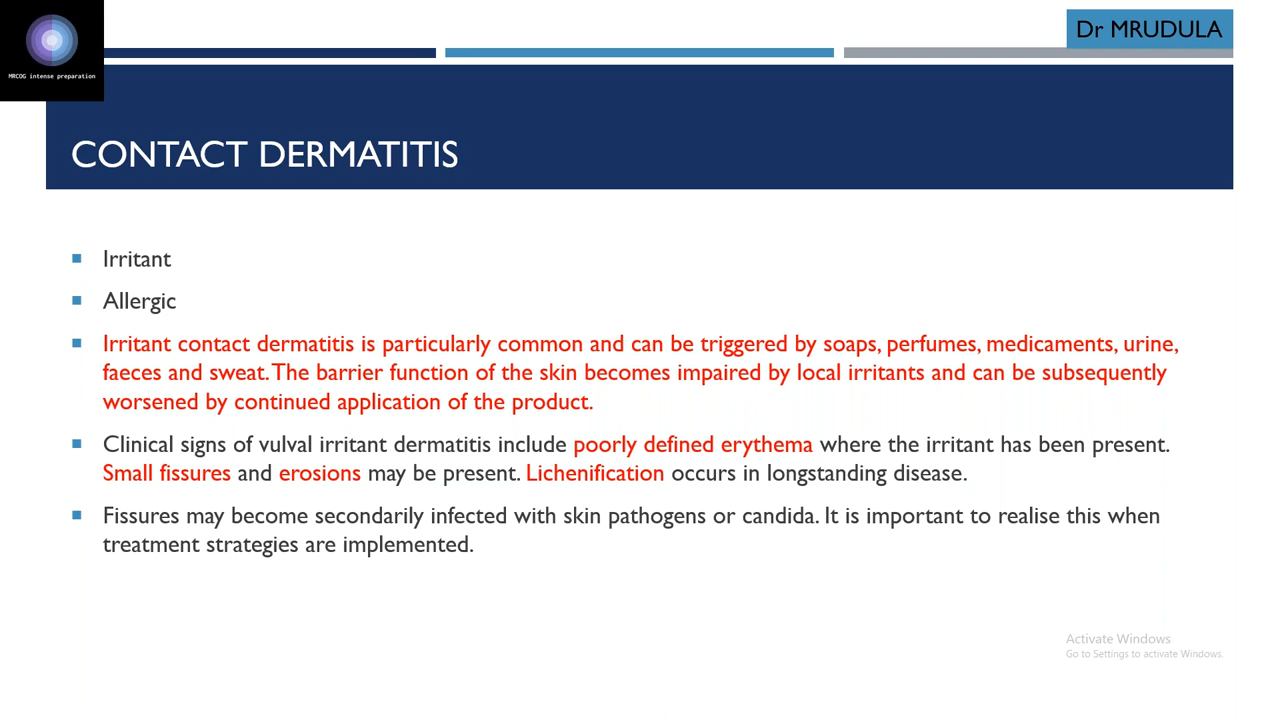 Dr MRUDULA
MRCOG intense preparation
CONTACT DERMATITIS
Irritant
Allergic
Irritant contact dermatitis is particularly common and can be triggered by soaps, perfumes, medicaments, urine,
faeces and sweat. The barrier function of the skin becomes impaired by local irritants and can be subsequently
worsened by continued application of the product.
Clinical signs of vulval irritant dermatitis include poorly defined erythema where the irritant has been present.
Small fissures and erosions may be present. Lichenification occurs in longstanding disease.
Fissures may become secondarily infected with skin pathogens or candida. It is important to realise this when
treatment strategies are implemented.
Activate Windows
Go to Settings to activate Windows.